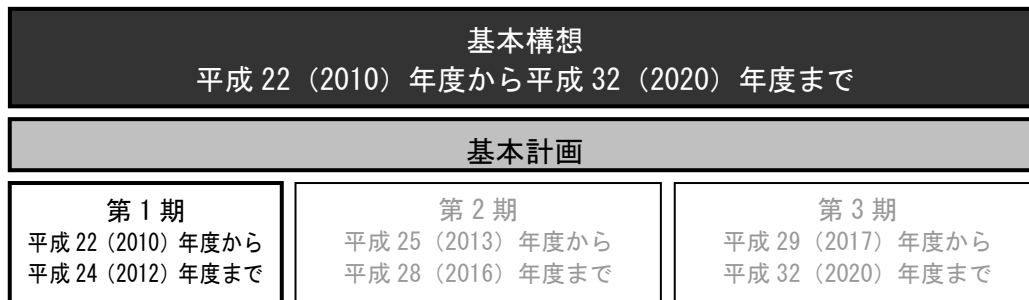 基本構想
平成 22（2010）年度から平成 32（2020）年度まで
基本計画
第1期
平成 22（2010）年度から
平成 24（2012）年度まで
第2期
平成 25（2013）年度から
平成 28（2016）年度まで
第3期
平成 29（2017）年度から
平成 32（2020）年度まで